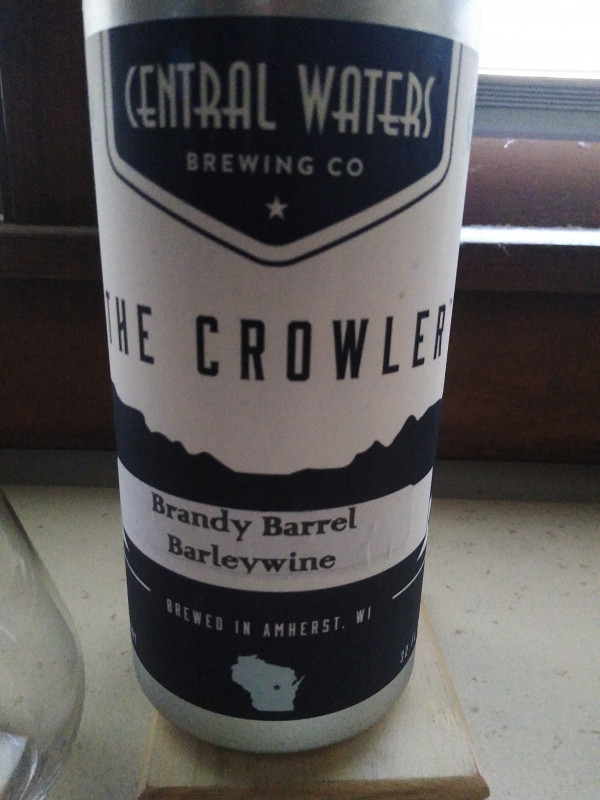 CENTRAL WATERS
BREWING CO
THE CROWLER
Brandy Barrel
Barleywine
BREWED IN AMHERST, WI